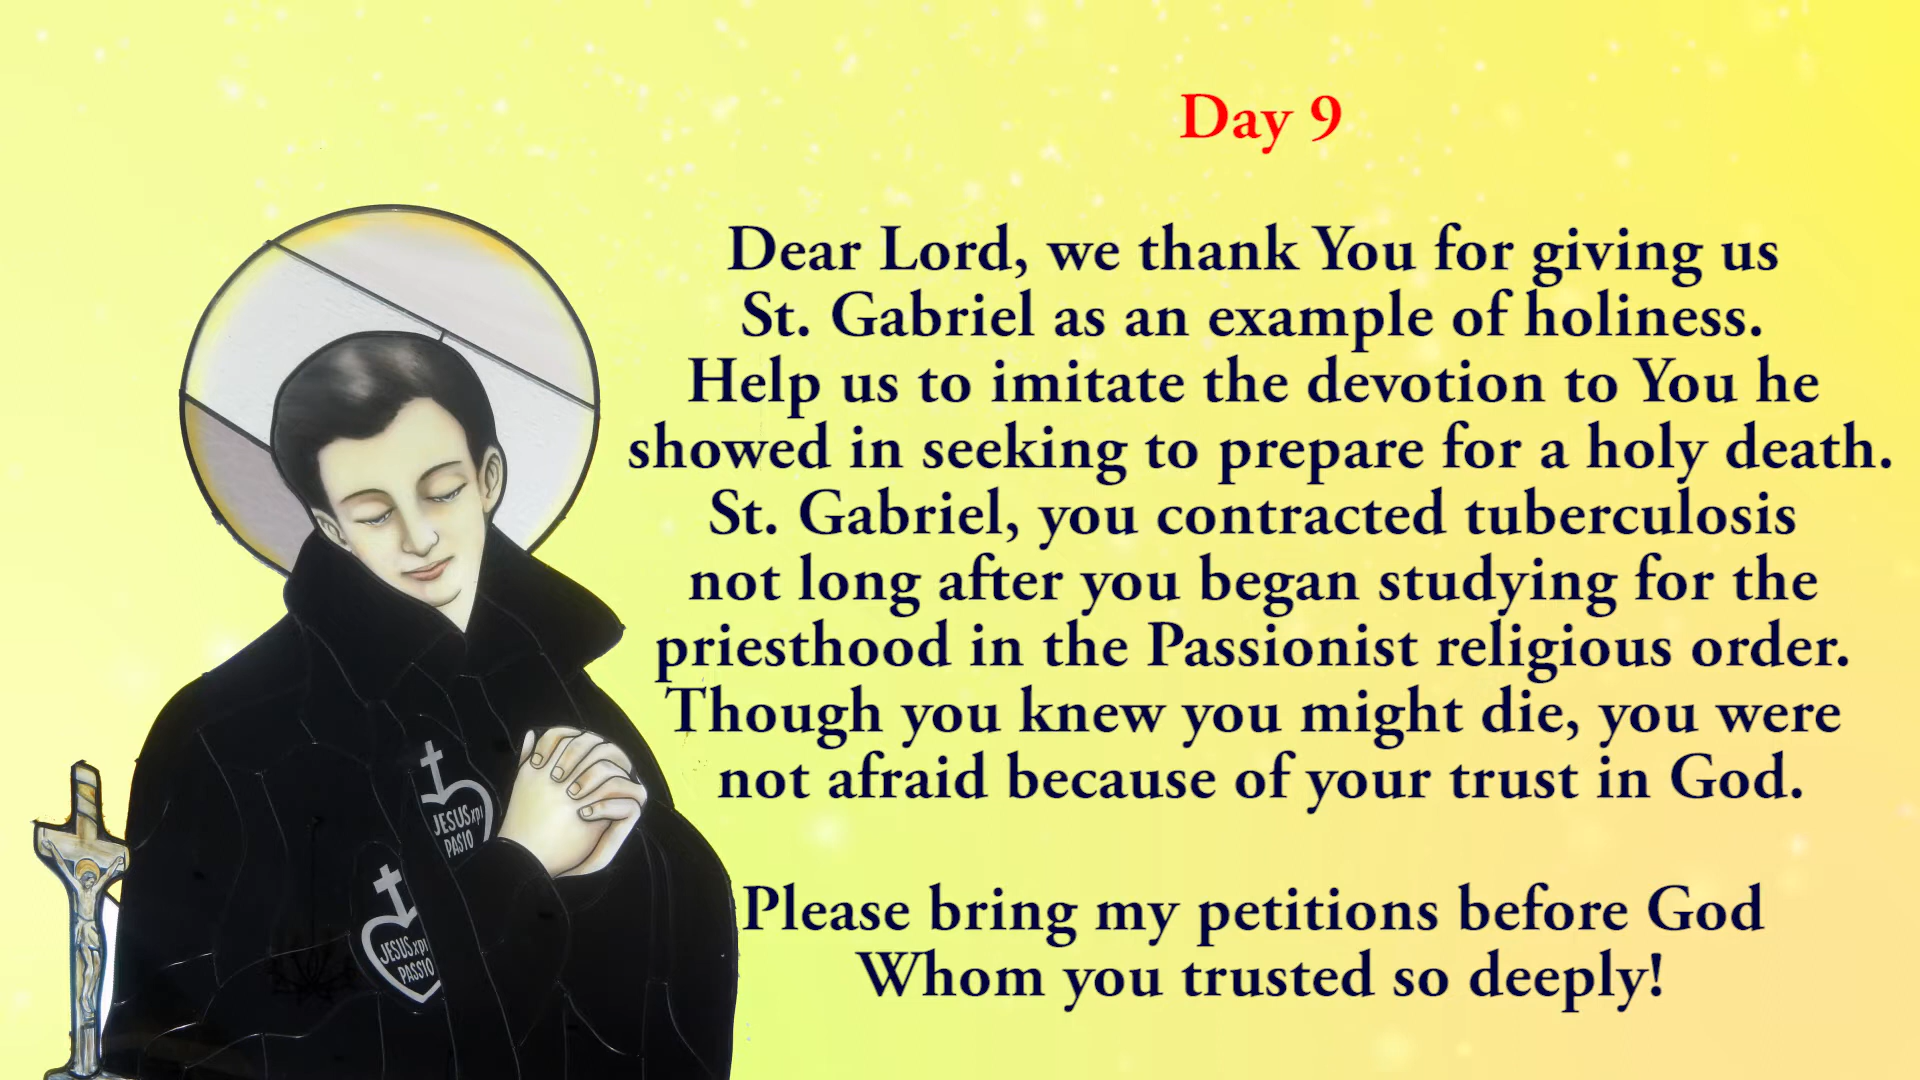 Day 9
Dear Lord, we thank You for giving us
St. Gabriel as an example of holiness.
Help us to imitate the devotion to You he
showed in seeking to prepare for a holy death.
St. Gabriel, you contracted tuberculosis
not long after you began studying for the
priesthood in the Passionist religious order.
Though you knew you might die, you were
not afraid because of your trust in God.
Please bring my petitions before God
Whom you trusted so deeply!
JESUS XPI
PASIO
JESUS XPI
PASSIO